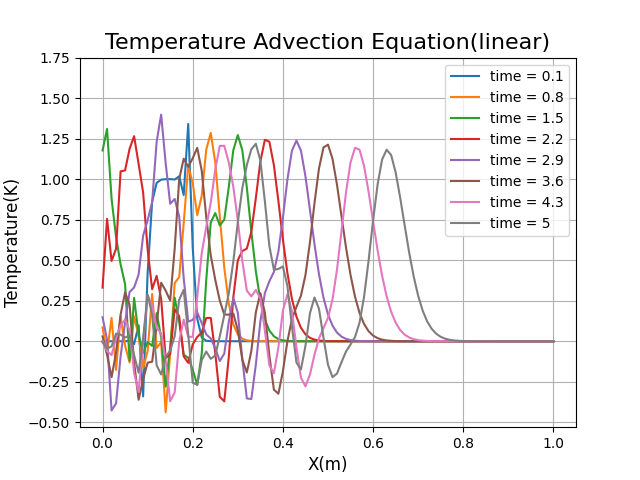 Temperature Advection Equation(linear)
Temperature(K)
1.75
1.50
1.25
1.00
0.75
0.50
0.25
0.00
−0.25
−0.50
time = 0.1
time = 0.8
time = 1.5
time = 2.2
time = 2.9
time = 3.6
time = 4.3
time = 5
0.0 0.2 0.4 0.6 0.8 1.0
X(m)